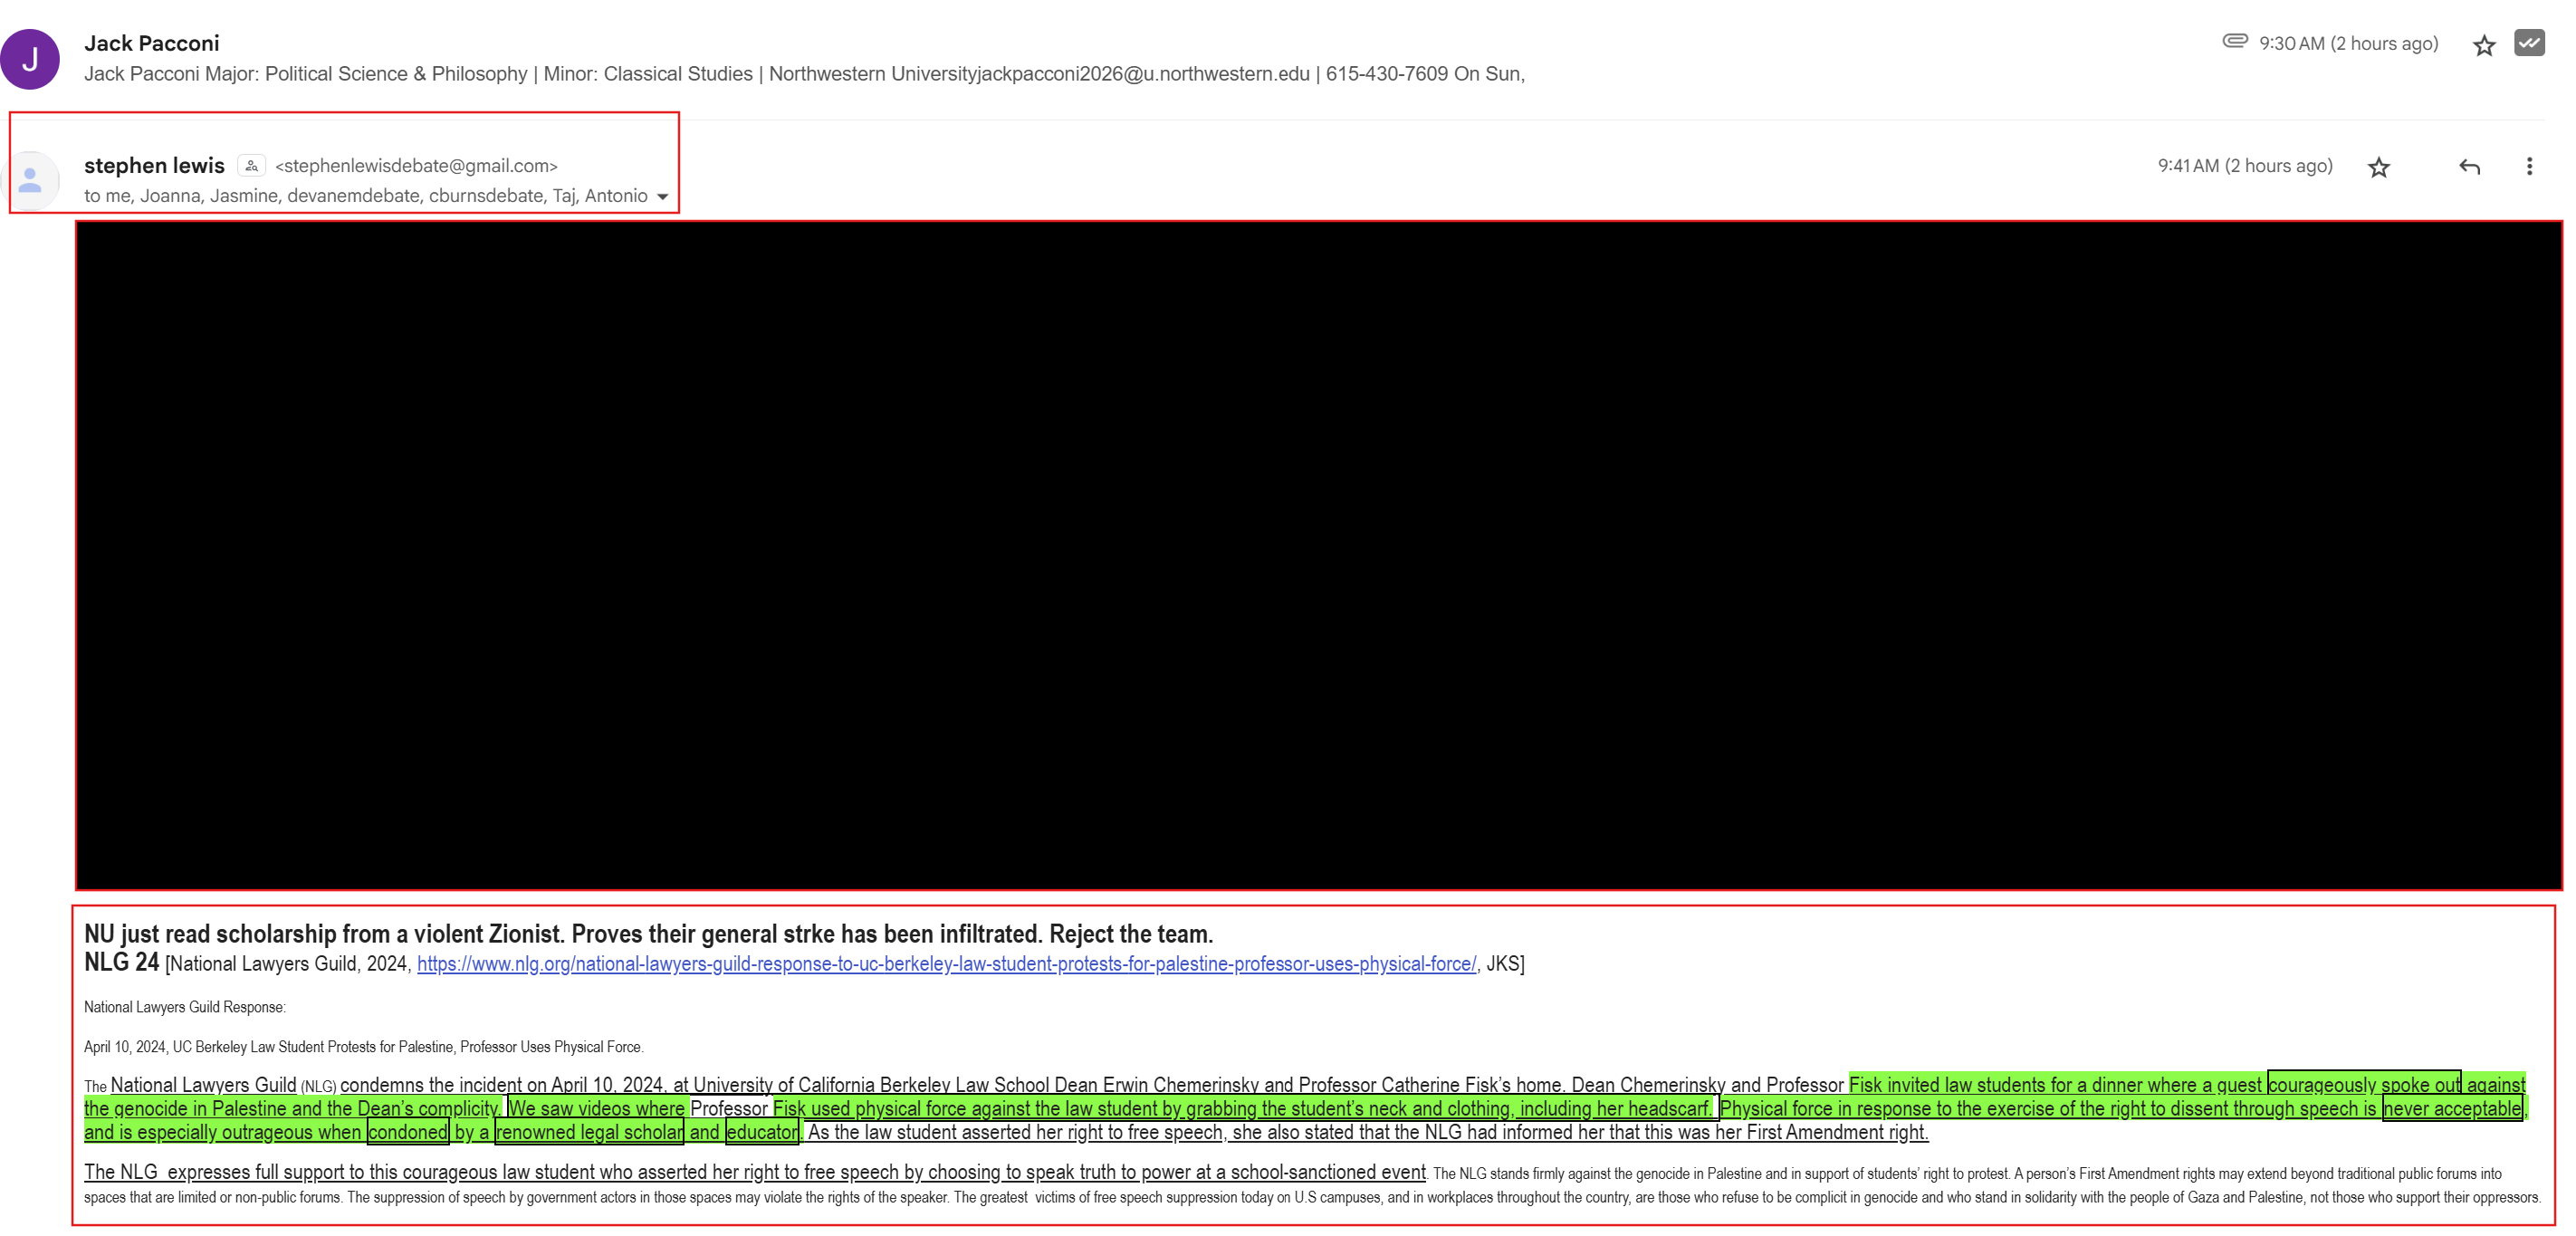 J
Jack Pacconi
9:30 AM (2 hours ago)
Jack Pacconi Major: Political Science & Philosophy | Minor: Classical Studies | Northwestern Universityjackpacconi2026@u.northwestern.edu | 615-430-7609 On Sun,
stephen lewis <stephenlewisdebate@gmail.com>
9:41 AM (2 hours ago)
to me, Joanna, Jasmine, devanemdebate, cburnsdebate, Taj, Antonio
NU just read scholarship from a violent Zionist. Proves their general strke has been infiltrated. Reject the team.
NLG 24 [National Lawyers Guild, 2024, https://www.nlg.org/national-lawyers-guild-response-to-uc-berkeley-law-student-protests-for-palestine-professor-uses-physical-force/, JKS]
National Lawyers Guild Response:
April 10, 2024, UC Berkeley Law Student Protests for Palestine, Professor Uses Physical Force.
The National Lawyers Guild (NLG) condemns the incident on April 10, 2024, at University of California Berkeley Law School Dean Erwin Chemerinsky and Professor Catherine Fisk's home. Dean Chemerinsky and Professor Fisk invited law students for a dinner where a guest courageously spoke out against
the genocide in Palestine and the Dean's complicity. We saw videos where Professor Fisk used physical force against the law student by grabbing the student's neck and clothing, including her headscarf. Physical force in response to the exercise of the right to dissent through speech is never acceptable,
and is especially outrageous when condoned by a renowned legal scholar and educator. As the law student asserted her right to free speech, she also stated that the NLG had informed her that this was her First Amendment right.
The NLG expresses full support to this courageous law student who asserted her right to free speech by choosing to speak truth to power at a school-sanctioned event. The NLG stands firmly against the genocide in Palestine and in support of students' right to protest. A person's First Amendment rights may extend beyond traditional public forums into
spaces that are limited or non-public forums. The suppression of speech by government actors in those spaces may violate the rights of the speaker. The greatest victims of free speech suppression today on U.S campuses, and in workplaces throughout the country, are those who refuse to be complicit in genocide and who stand in solidarity with the people of Gaza and Palestine, not those who support their oppressors.